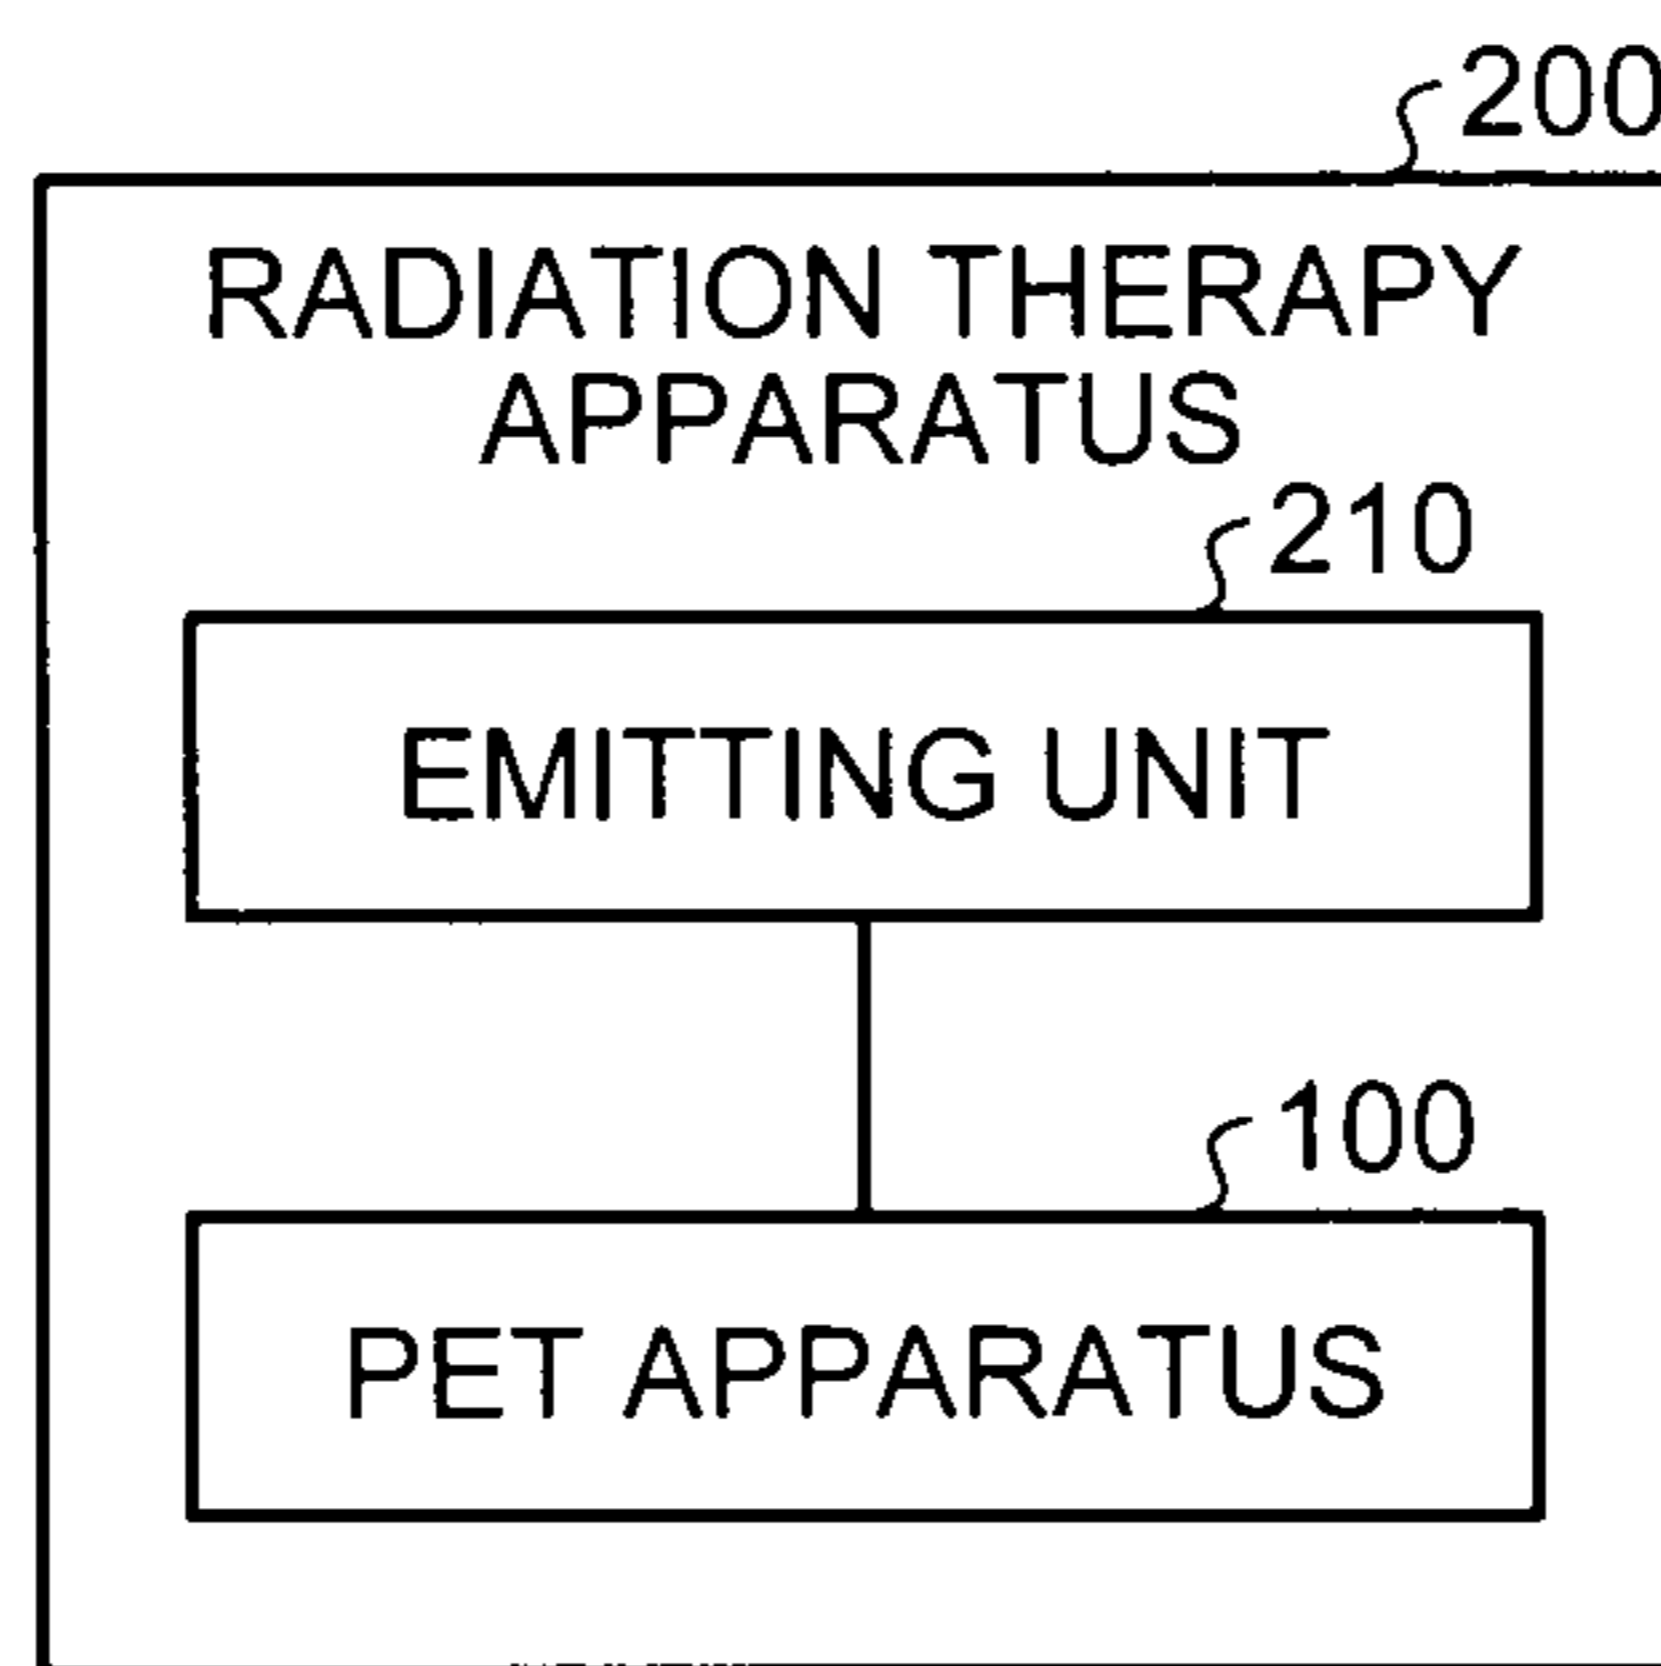 200
RADIATION THERAPY
APPARATUS
210
EMITTING UNIT
100
PET APPARATUS